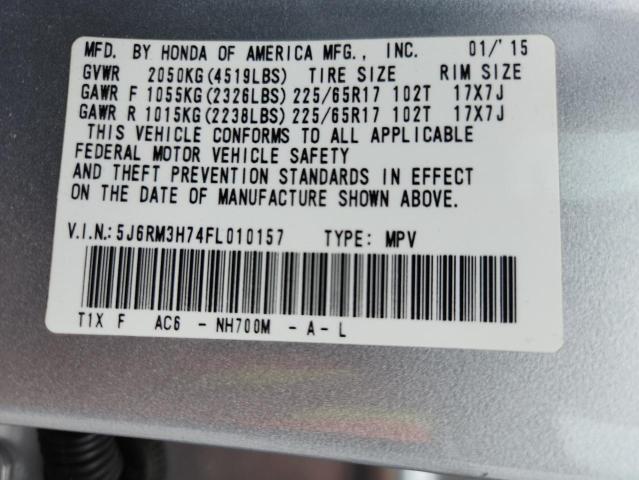 MFD. BY HONDA OF AMERICA MFG., INC. 01/'15
GVWR 2050KG(4519LBS) TIRE SIZE RIM SIZE
GAWR F 1055KG(2326LBS) 225/65R17 102T 17X7J
GAWR R 1015KG(2238LBS) 225/65R17 102T 17X7J
THIS VEHICLE CONFORMS TO ALL APPLICABLE
FEDERAL MOTOR VEHICLE SAFETY
AND THEFT PREVENTION STANDARDS IN EFFECT
ON THE DATE OF MANUFACTURE SHOWN ABOVE.
V.I.N.:5J6RM3H74FL010157 TYPE: MPV
T1X F AC6 - NH700M - A - L